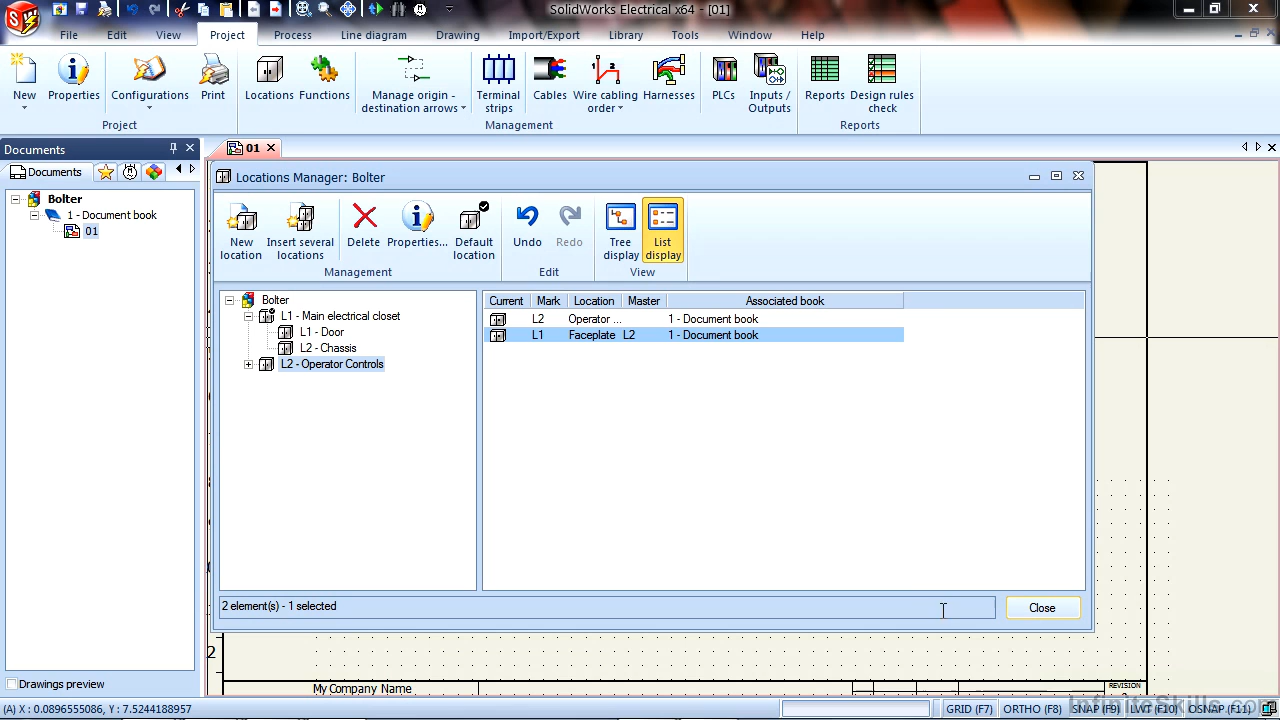 SolidWorks Electrical x64 - [01]
File Edit View Project Process Line diagram Drawing Import/Export Library Tools Window Help
New Properties Configurations Print Locations Functions Manage origin - destination arrows Terminal strips Cables Wire cabling order Harnesses PLCs Inputs / Outputs Reports Design rules check
Project Management Reports
Documents
01
Documents
Bolter
1 - Document book
01
Locations Manager: Bolter
New location Insert several locations Delete Properties... Default location Undo Redo Tree display List display
Management Edit View
Bolter
L1 - Main electrical closet
L1 - Door
L2 - Chassis
L2 - Operator Controls
Current Mark Location Master Associated book
L2 Operator ... 1 - Document book
L1 Faceplate L2 1 - Document book
2 element(s) - 1 selected
Close
2
Drawings preview
My Company Name
REVISION
(A) X : 0.0896555086, Y : 7.5244188957
GRID (F7) ORTHO (F8) SNAP (F9) LWT (F10) OSNAP (F11)
InfiniteSkills.com